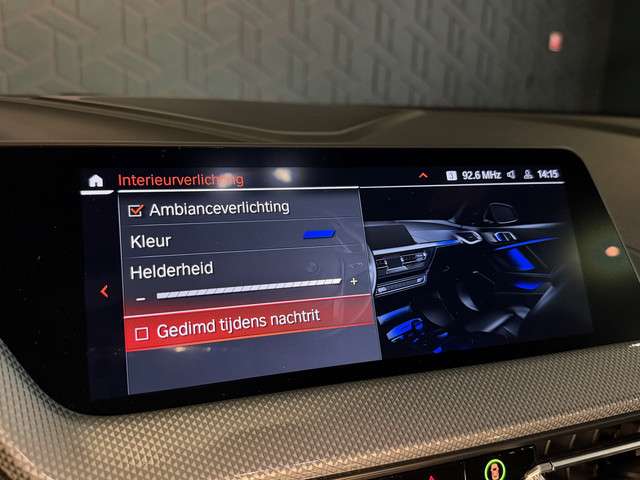 Interieurverlichting
92.6 MHz
14:15
Ambianceverlichting
Kleur
Helderheid
- +
Gedimd tijdens nachtrit